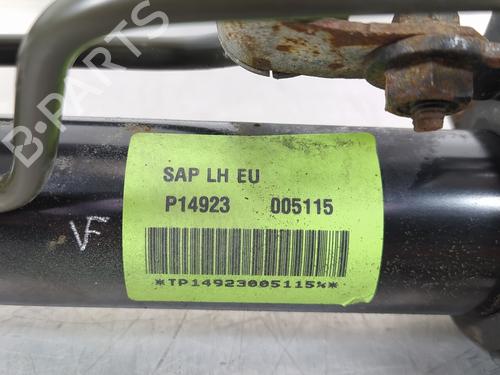 B-PARTS
SAP LH EU
P14923 005115
*TP14923005115%*
VF